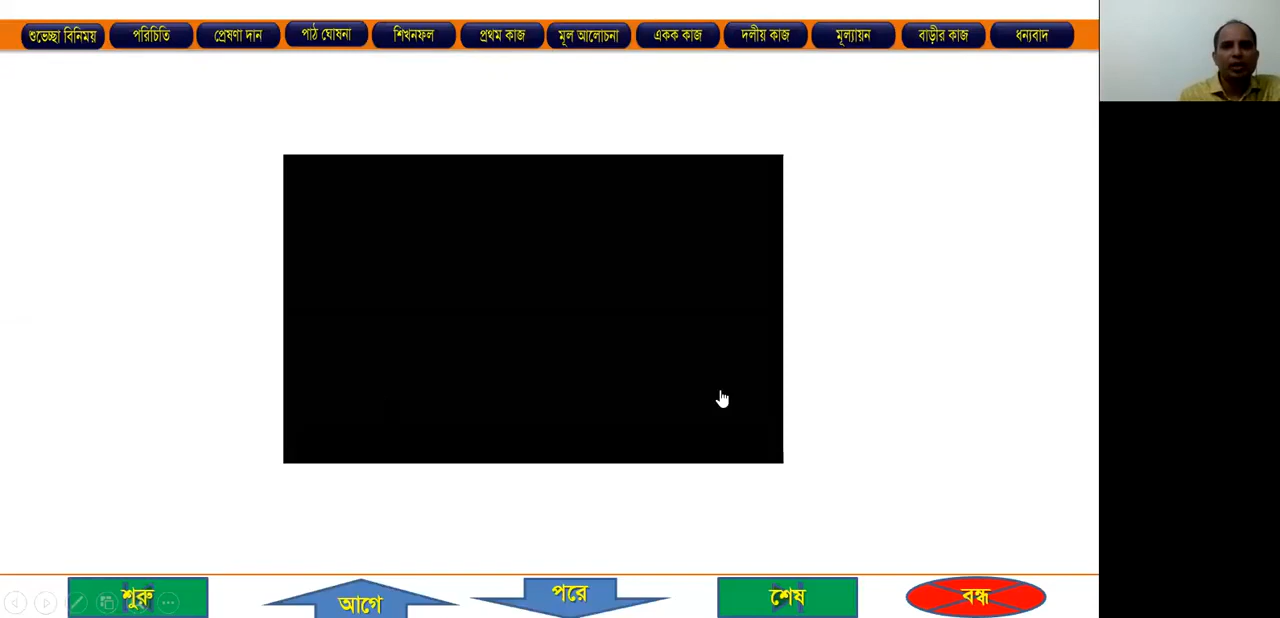 শুভেচ্ছা বিনিময় পরিচিতি প্রেষণা দান পাঠ ঘোষনা শিখনফল প্রথম কাজ মূল আলোচনা একক কাজ দলীয় কাজ মূল্যায়ন বাড়ীর কাজ ধন্যবাদ
শুরু আগে পরে শেষ বন্ধ